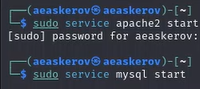 ┌──(aeaskerov㉿aeaskerov)-[~]
└─$ sudo service apache2 start
[sudo] password for aeaskerov:
┌──(aeaskerov㉿aeaskerov)-[~]
└─$ sudo service mysql start